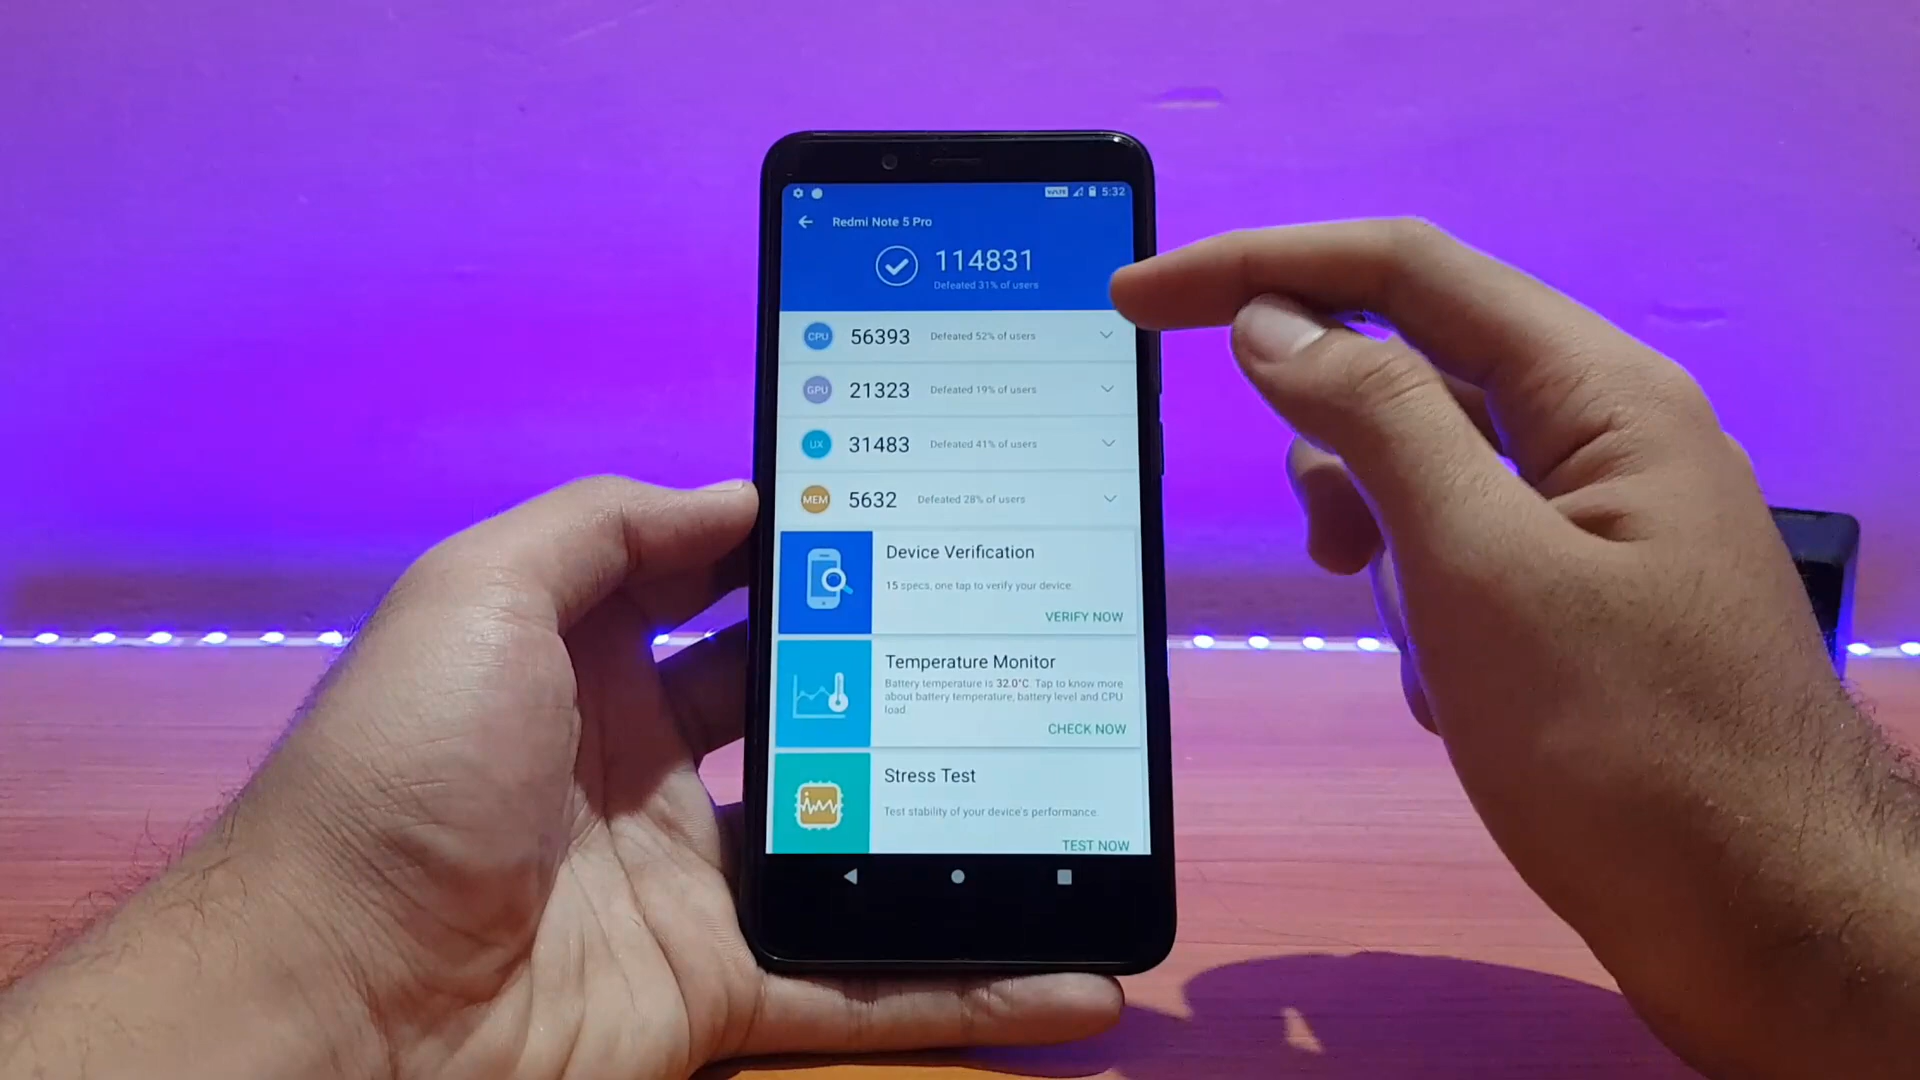 5:32
Redmi Note 5 Pro
114831
Defeated 31% of users
CPU 56393 Defeated 52% of users
GPU 21323 Defeated 19% of users
UX 31483 Defeated 41% of users
MEM 5632 Defeated 28% of users
Device Verification
15 specs, one tap to verify your device.
VERIFY NOW
Temperature Monitor
Battery temperature is 32.0°C. Tap to know more
about battery temperature, battery level and CPU
load
CHECK NOW
Stress Test
Test stability of your device's performance.
TEST NOW